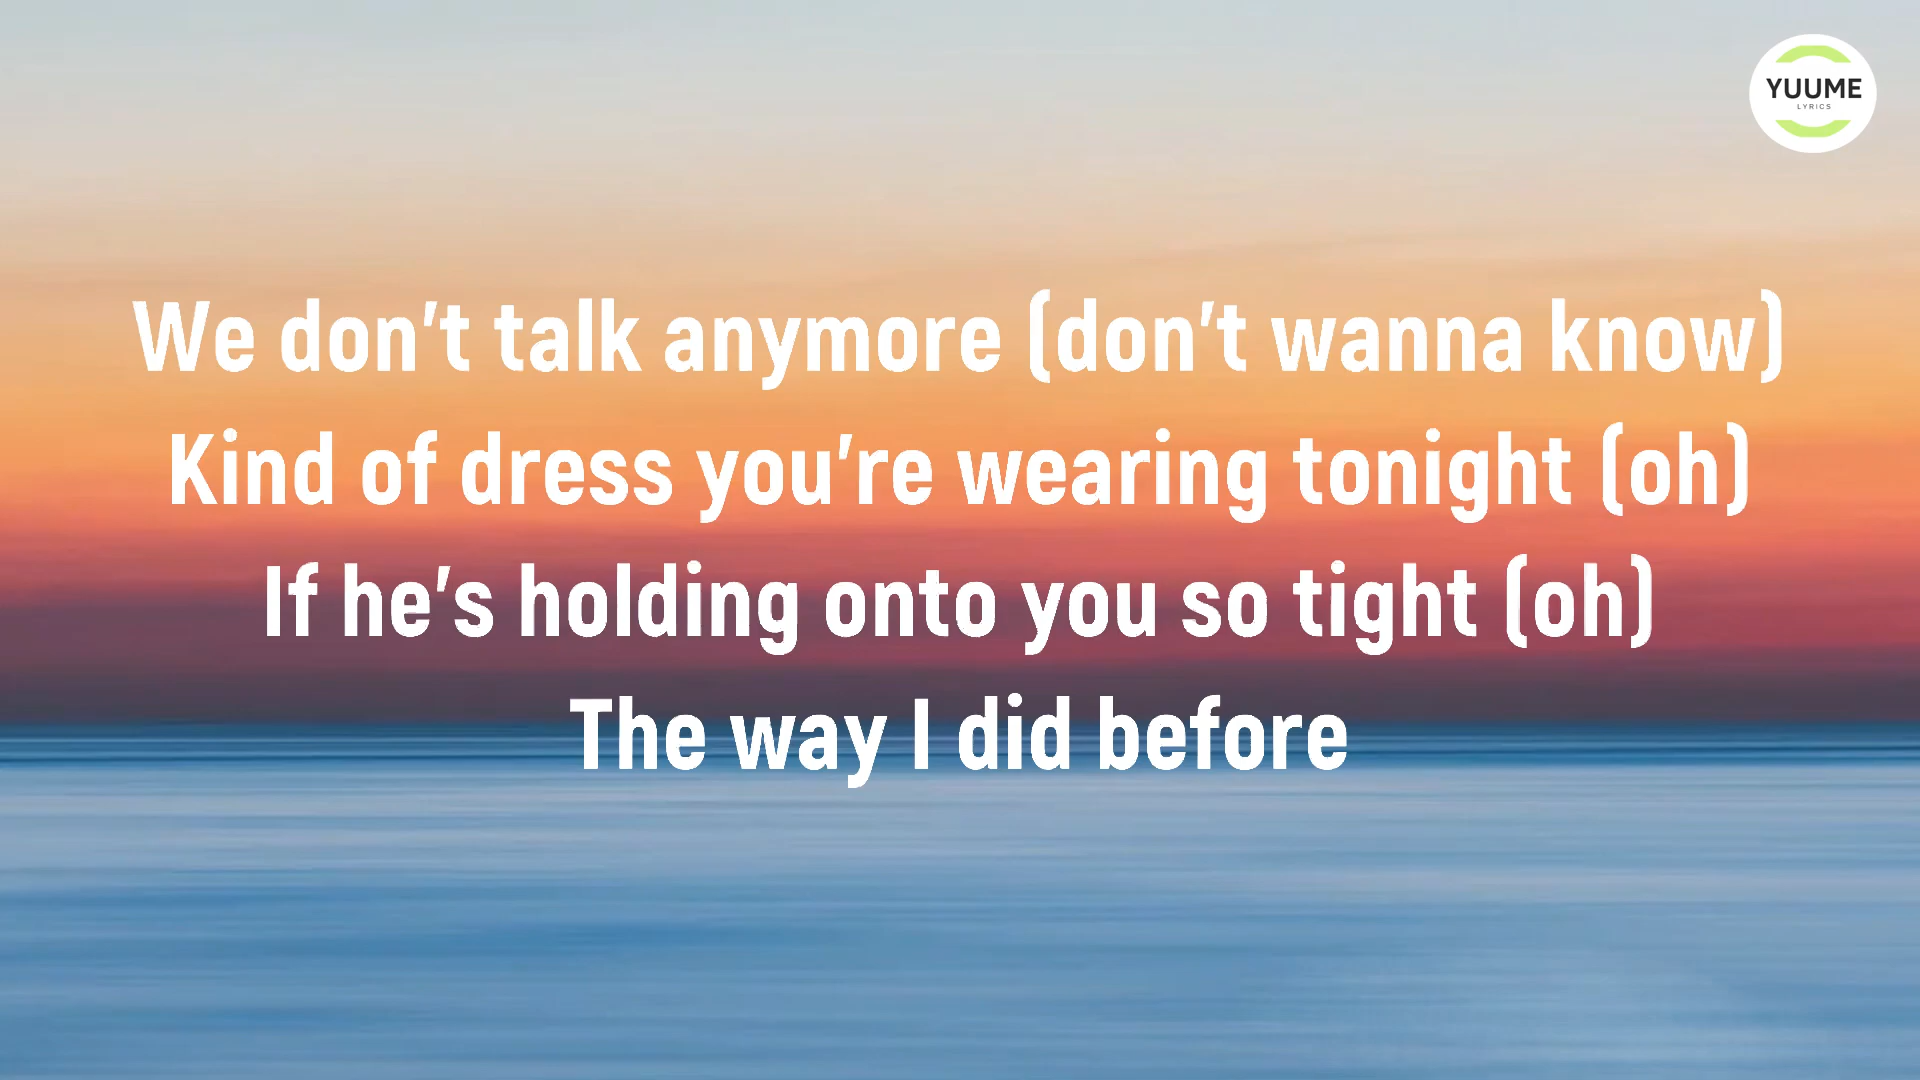 YUUME
LYRICS
We don't talk anymore (don't wanna know)
Kind of dress you're wearing tonight (oh)
If he's holding onto you so tight (oh)
The way I did before